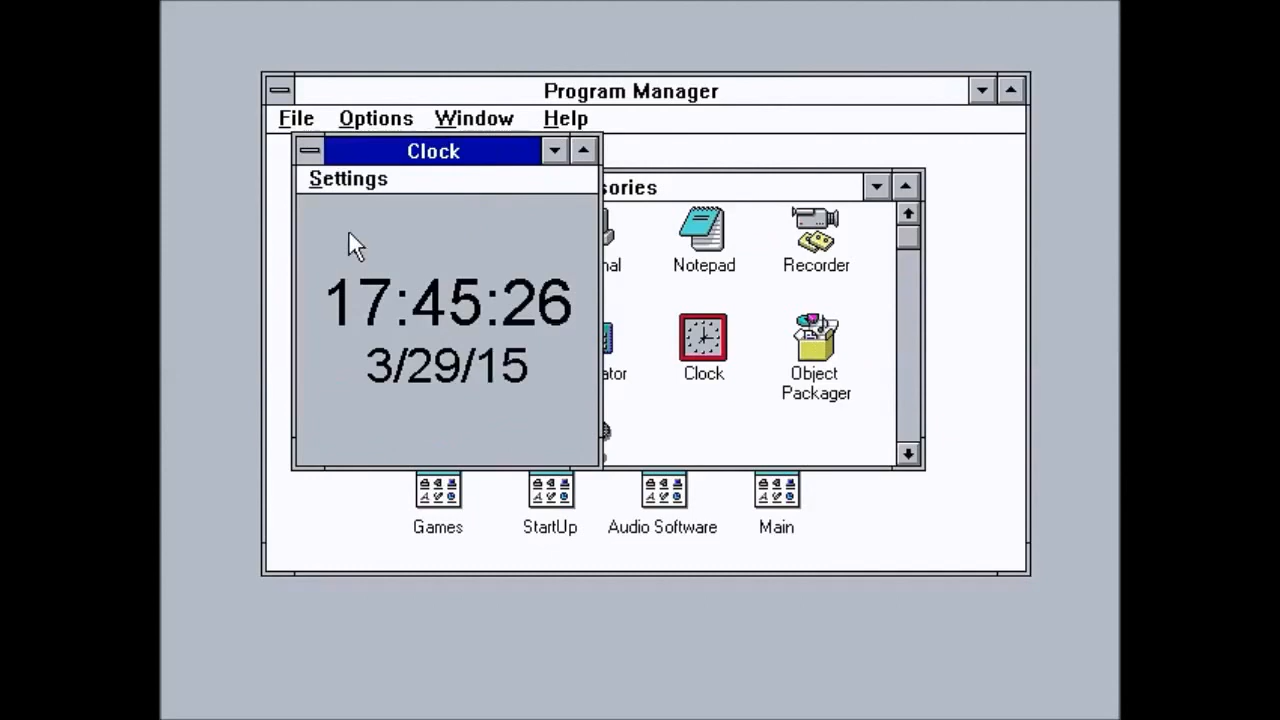 Program Manager
File Options Window Help
Clock
Settings
17:45:26
3/29/15
sories
nal
Notepad
Recorder
ator
Clock
Object
Packager
Games
StartUp
Audio Software
Main